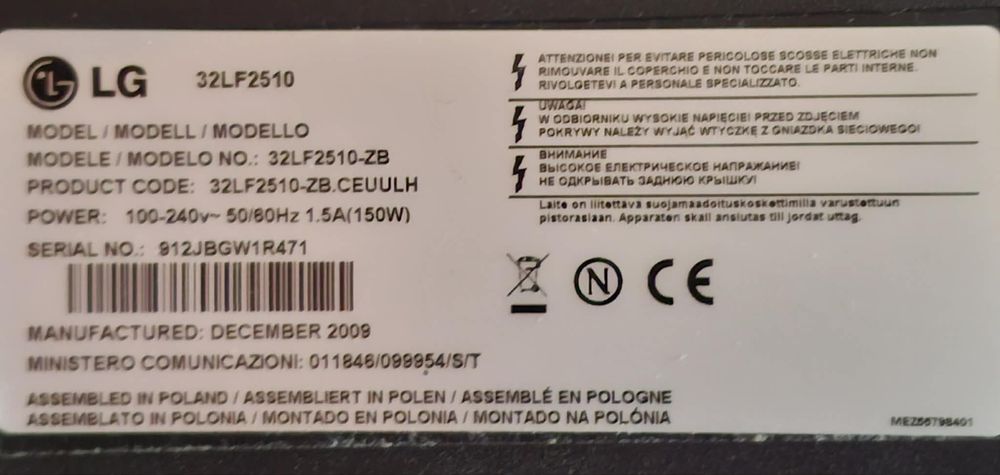 LG 32LF2510
MODEL / MODELL / MODELLO
MODELE / MODELO NO.: 32LF2510-ZB
PRODUCT CODE: 32LF2510-ZB.CEUULH
POWER: 100-240v~ 50/60Hz 1.5A(150W)
SERIAL NO.: 912JBGW1R471
MANUFACTURED: DECEMBER 2009
MINISTERO COMUNICAZIONI: 011846/099954/S/T
ASSEMBLED IN POLAND / ASSEMBLIERT IN POLEN / ASSEMBLÉ EN POLOGNE
ASSEMBLATO IN POLONIA / MONTADO EN POLONIA / MONTADO NA POLÓNIA
ATTENZIONE! PER EVITARE PERICOLOSE SCOSSE ELETTRICHE NON
RIMOUVARE IL COPERCHIO E NON TOCCARE LE PARTI INTERNE.
RIVOLGETEVI A PERSONALE SPECIALIZZATO.
UWAGA!
W ODBIORNIKU WYSOKIE NAPIĘCIE! PRZED ZDJĘCIEM
POKRYWY NALEŻY WYJĄĆ WTYCZKĘ Z GNIAZDKA SIECIOWEGO!
ВНИМАНИЕ
ВЫСОКОЕ ЕЛЕКТРИЧЕСКОЕ НАПРАЖАНИЕ!
НЕ ОДКРЫВАТЬ ЗАДНЮЮ КРЫШКУ!
Laite on liitettava suojamaadoituskoskettimilla varustettuun
pistorasiaan. Apparaten skall anslutas till jordat uttag.
N CE
MEZ56798401